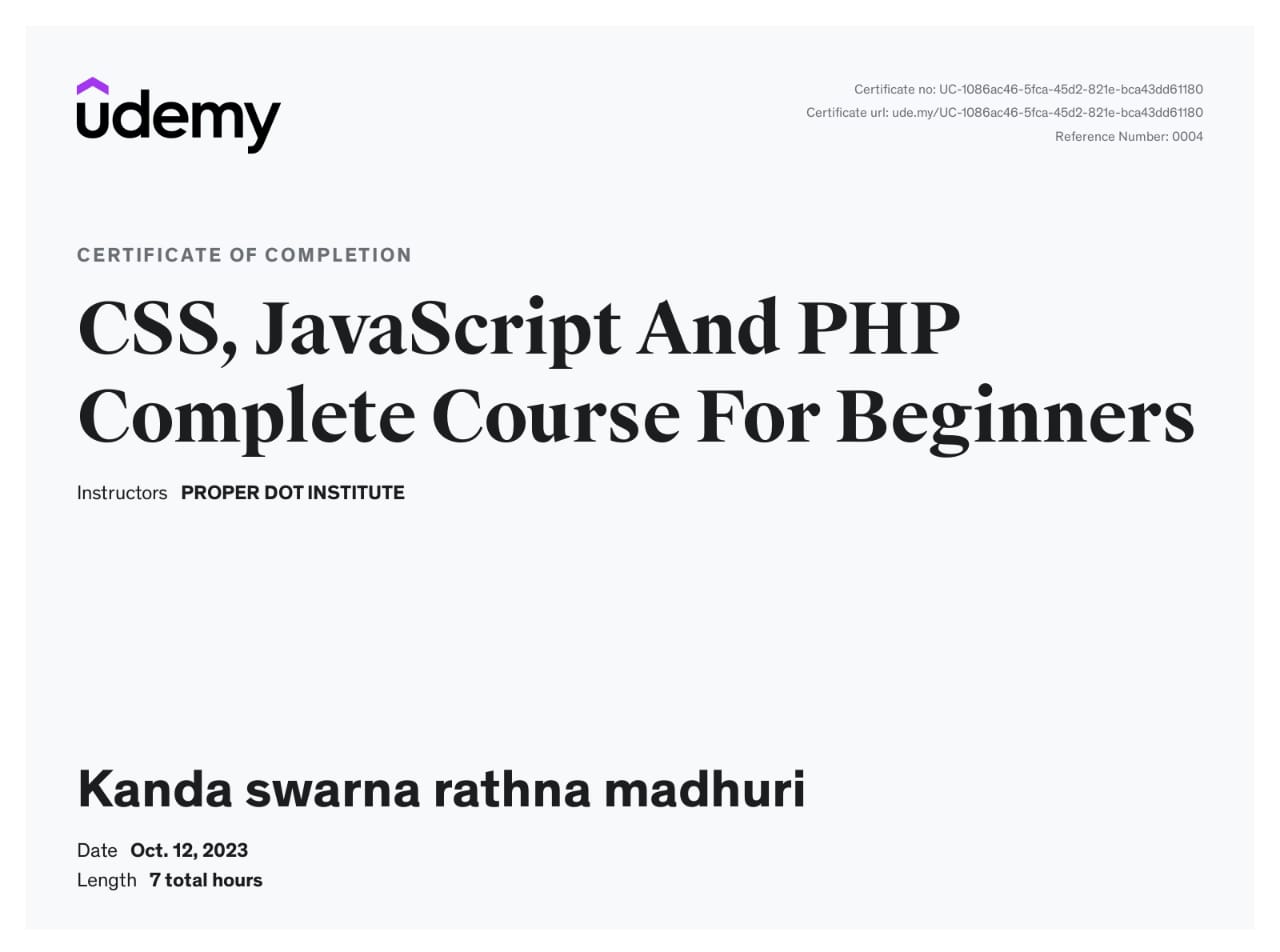 udemy
Certificate no: UC-1086ac46-5fca-45d2-821e-bca43dd61180
Certificate url: ude.my/UC-1086ac46-5fca-45d2-821e-bca43dd61180
Reference Number: 0004
CERTIFICATE OF COMPLETION
CSS, JavaScript And PHP
Complete Course For Beginners
Instructors PROPER DOT INSTITUTE
Kanda swarna rathna madhuri
Date Oct. 12, 2023
Length 7 total hours